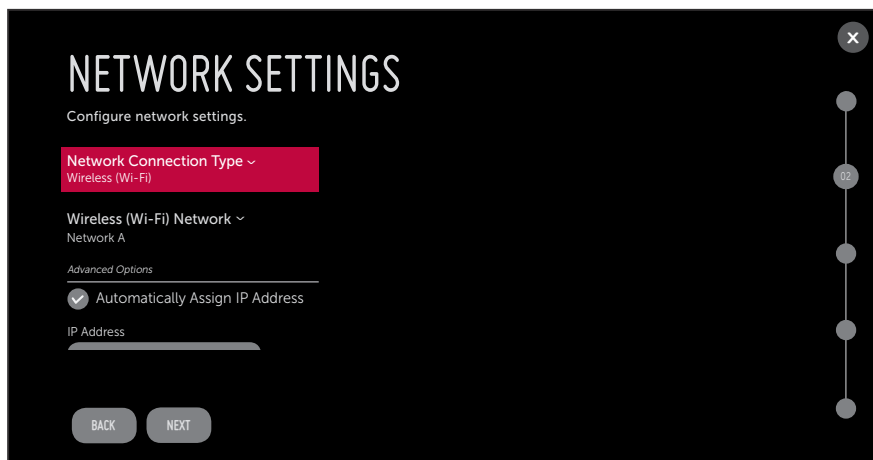 X
NETWORK SETTINGS
Configure network settings.
Network Connection Type
Wireless (Wi-Fi)
02
Wireless (Wi-Fi) Network
Network A
Advanced Options
Automatically Assign IP Address
IP Address
BACK
NEXT